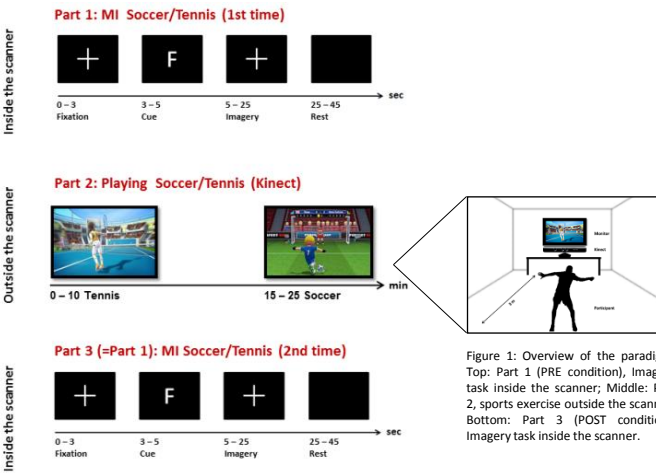 Part 1: MI Soccer/Tennis (1st time)
Inside the scanner
F
sec
0 – 3
3 – 5
5 – 25
25 – 45
Fixation
Cue
Imagery
Rest
Part 2: Playing Soccer/Tennis (Kinect)
Outside the scanner
min
0 – 10 Tennis
15 – 25 Soccer
Monitor
Kinect
Participant
Part 3 (=Part 1): MI Soccer/Tennis (2nd time)
Inside the scanner
F
sec
0 – 3
3 – 5
5 – 25
25 – 45
Fixation
Cue
Imagery
Rest
Figure 1: Overview of the paradig
Top: Part 1 (PRE condition), Imag
task inside the scanner; Middle: P
2, sports exercise outside the scann
Bottom: Part 3 (POST conditio
Imagery task inside the scanner.